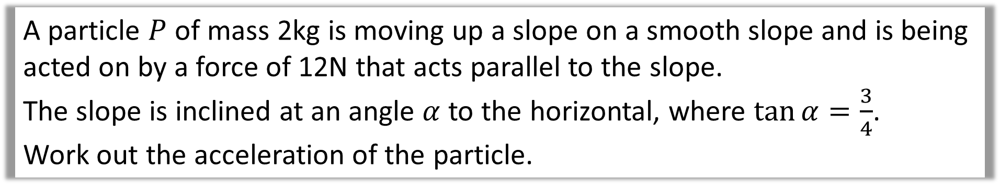 A particle 𝑃 of mass 2kg is moving up a slope on a smooth slope and is being
acted on by a force of 12N that acts parallel to the slope.
The slope is inclined at an angle 𝛼 to the horizontal, where tan 𝛼 = 3/4.
Work out the acceleration of the particle.